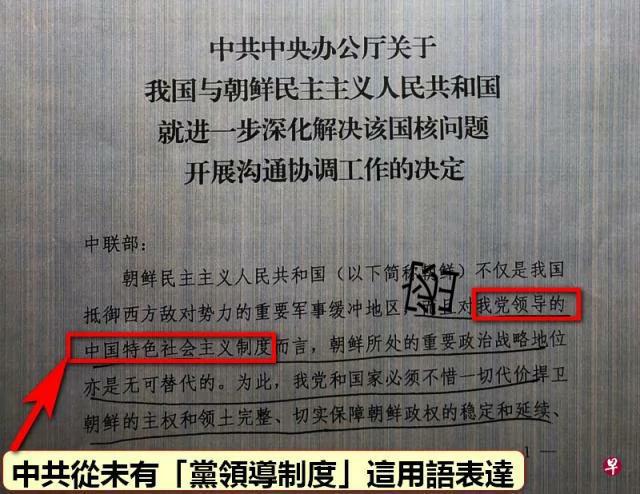 中共中央办公厅关于
我国与朝鲜民主主义人民共和国
就进一步深化解决该国核问题
开展沟通协调工作的决定
中联部：
朝鲜民主主义人民共和国（以下简称朝鲜）不仅是我国
抵御西方敌对势力的重要军事缓冲地区，而且对我党领导的
中国特色社会主义制度而言，朝鲜所处的重要政治战略地位
亦是无可替代的。为此，我党和国家必须不惜一切代价捍卫
朝鲜的主权和领土完整、切实保障朝鲜政权的稳定和延续、
1 —
中共從未有「黨領導制度」這用語表達
早